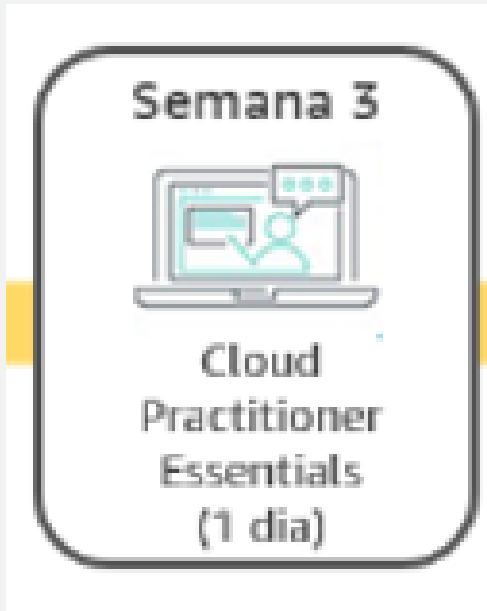 Semana 3
Cloud
Practitioner
Essentials
(1 dia)